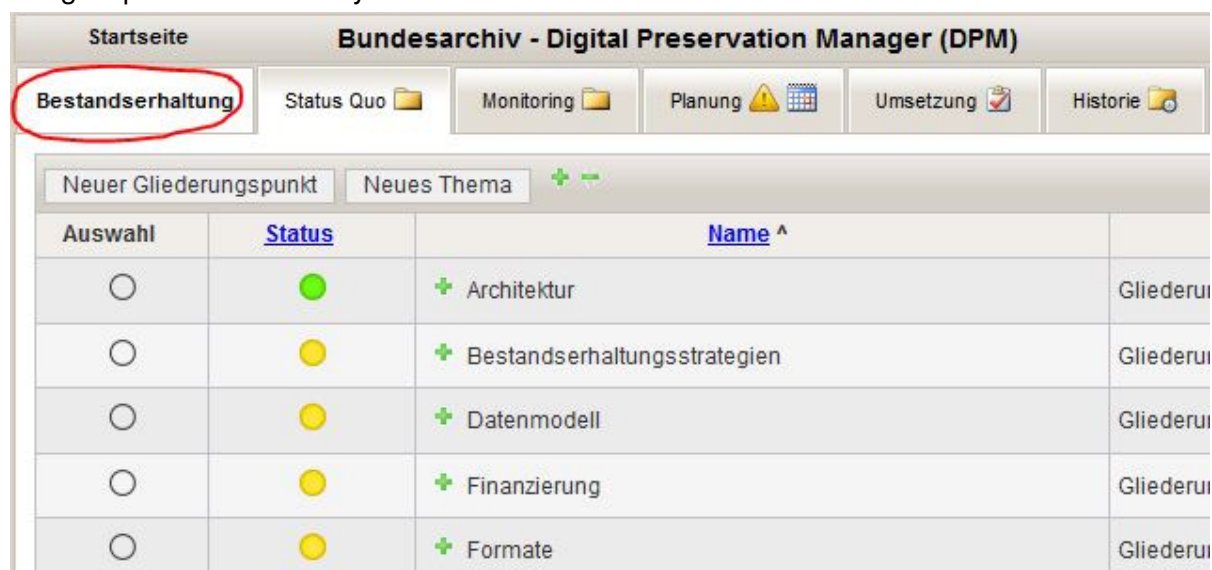 Startseite Bundesarchiv - Digital Preservation Manager (DPM)
Bestandserhaltung Status Quo Monitoring Planung Umsetzung Historie
Neuer Gliederungspunkt Neues Thema
Auswahl Status Name ^
Architektur
Bestandserhaltungsstrategien
Datenmodell
Finanzierung
Formate